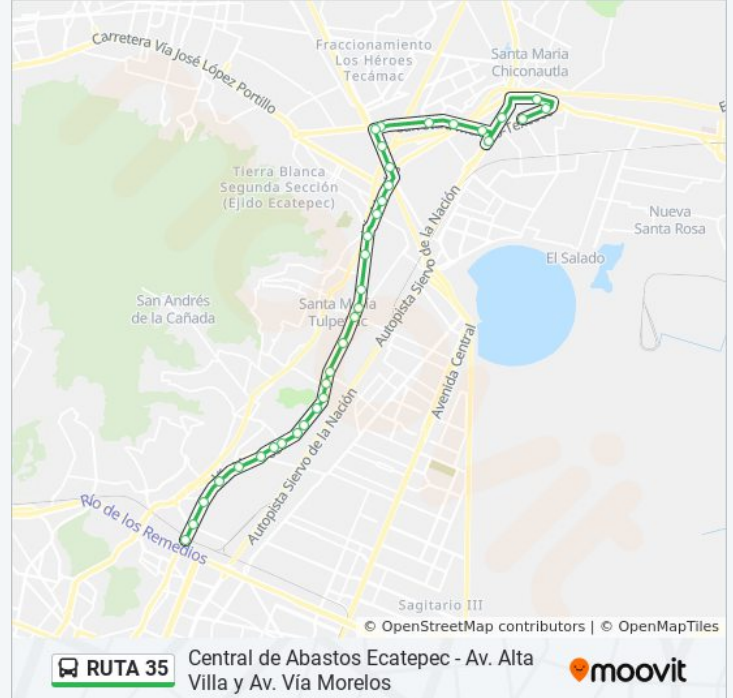 Carretera Vía José López Portillo
Fraccionamiento
Los Héroes
Tecámac
Santa Maria
Chiconautla
Tierra Blanca
Segunda Sección
(Ejido Ecatepec)
Nueva
Santa Rosa
El Salado
San Andrés
de la Cañada
Santa
Autopista Siervo de la Nación
Avenida Central
Autopista Siervo de la Nación
Río de los Remedios
Sagitario III
© OpenStreetMap contributors | © OpenMapTiles
RUTA 35
Central de Abastos Ecatepec - Av. Alta
Villa y Av. Vía Morelos
moovit